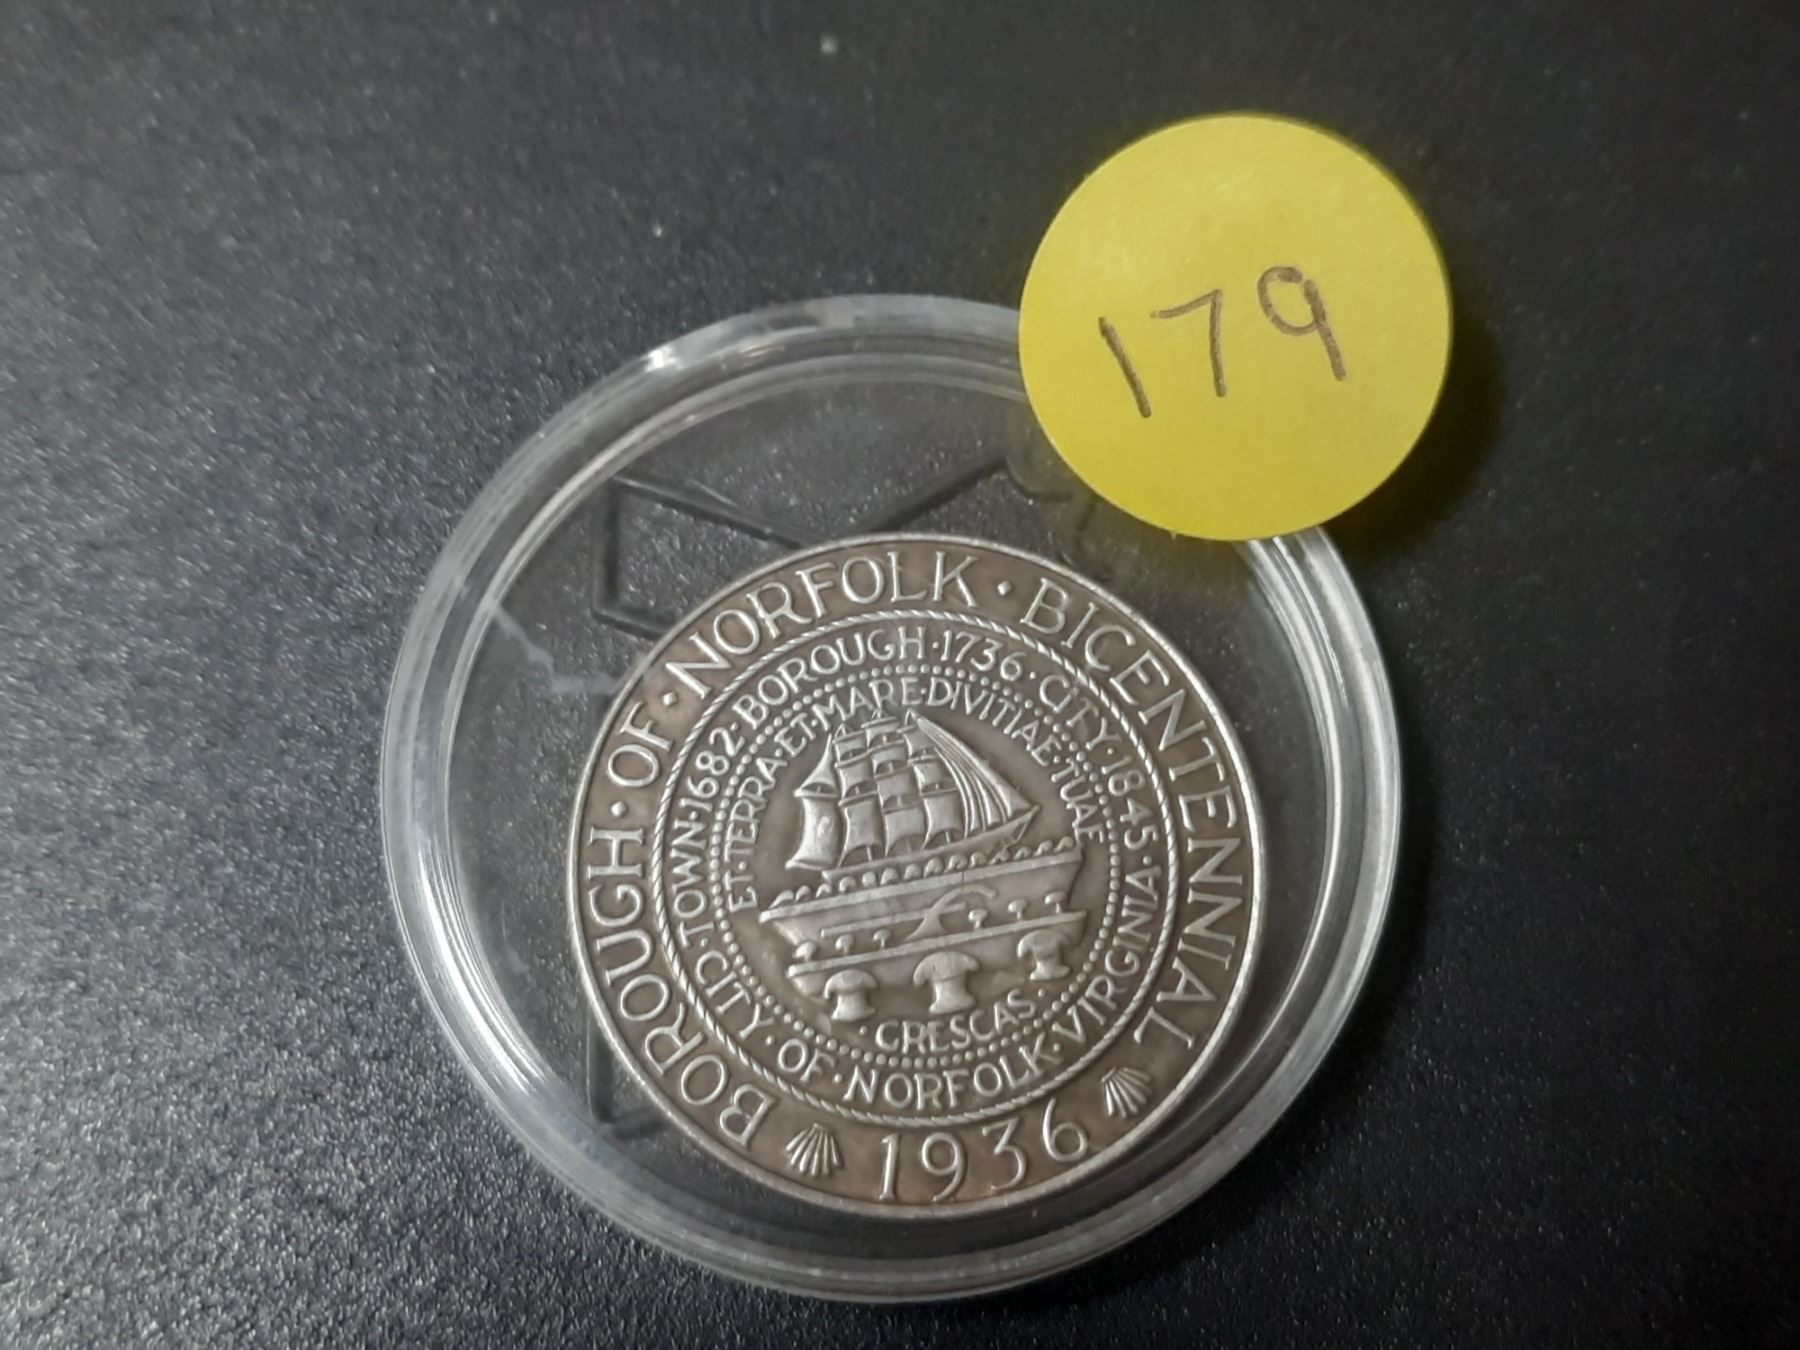 179
BOROUGH·OF·NORFOLK·BICENTENNIAL
1936
TOWN·1682·BOROUGH·1736·CITY·1845·
CITY·OF·NORFOLK·VIRGINIA·
ET·TERRA·ET·MARE·DIVITIAE·TUAE
·CRESCAS·